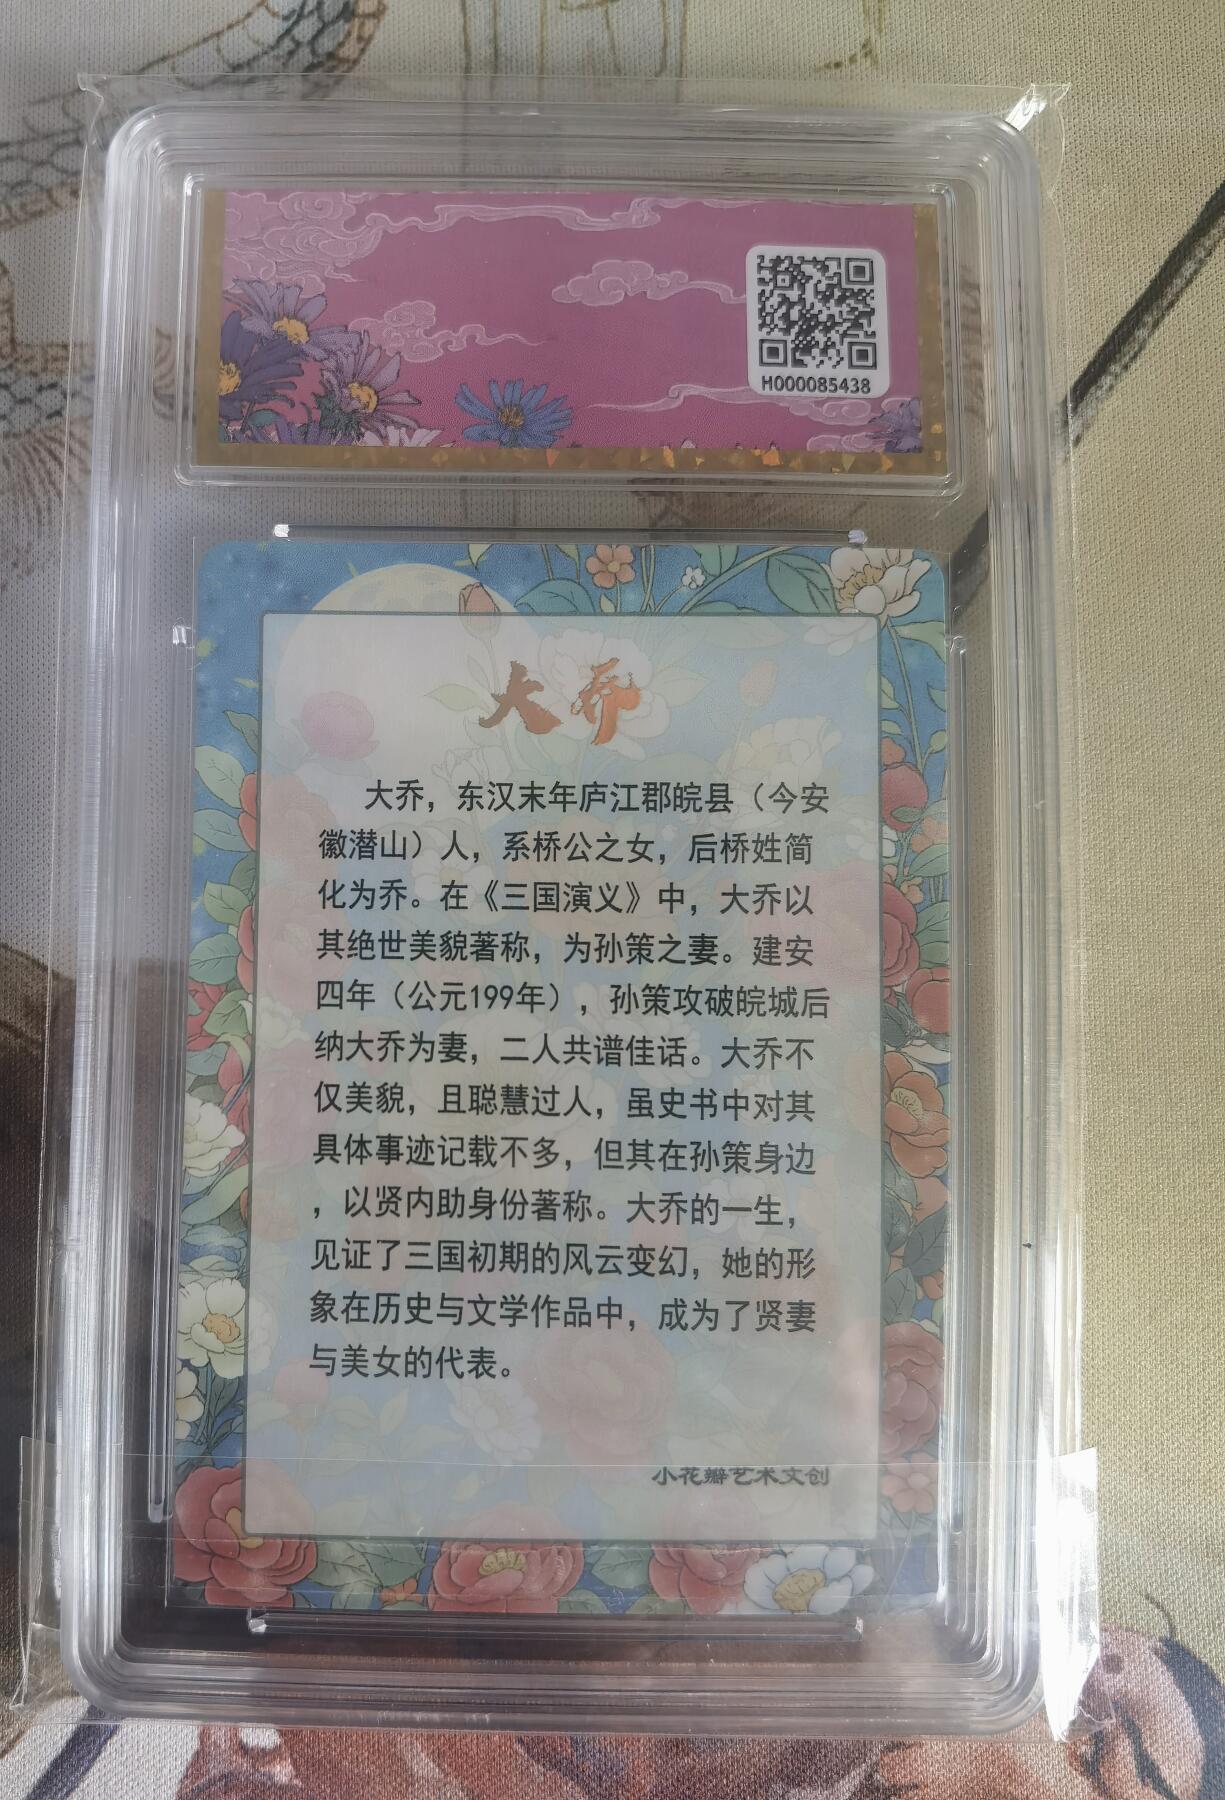 H000085438
大乔
大乔，东汉末年庐江郡皖县（今安
徽潜山）人，系桥公之女，后桥姓简
化为乔。在《三国演义》中，大乔以
其绝世美貌著称，为孙策之妻。建安
四年（公元199年），孙策攻破皖城后
纳大乔为妻，二人共谱佳话。大乔不
仅美貌，且聪慧过人，虽史书中对其
具体事迹记载不多，但其在孙策身边
，以贤内助身份著称。大乔的一生，
见证了三国初期的风云变幻，她的形
象在历史与文学作品中，成为了贤妻
与美女的代表。
小花瓣艺术文创